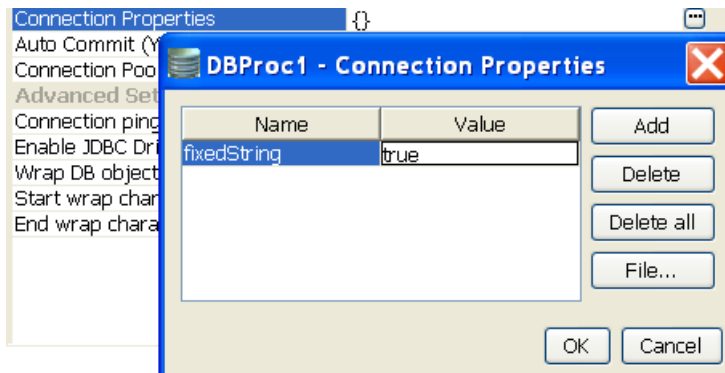 Connection Properties {} ...
Auto Commit (Y
Connection Poo
Advanced Set
Connection ping
Enable JDBC Dri
Wrap DB object
Start wrap char
End wrap chara
DBProc1 - Connection Properties
Name Value
fixedString true
Add
Delete
Delete all
File...
OK Cancel